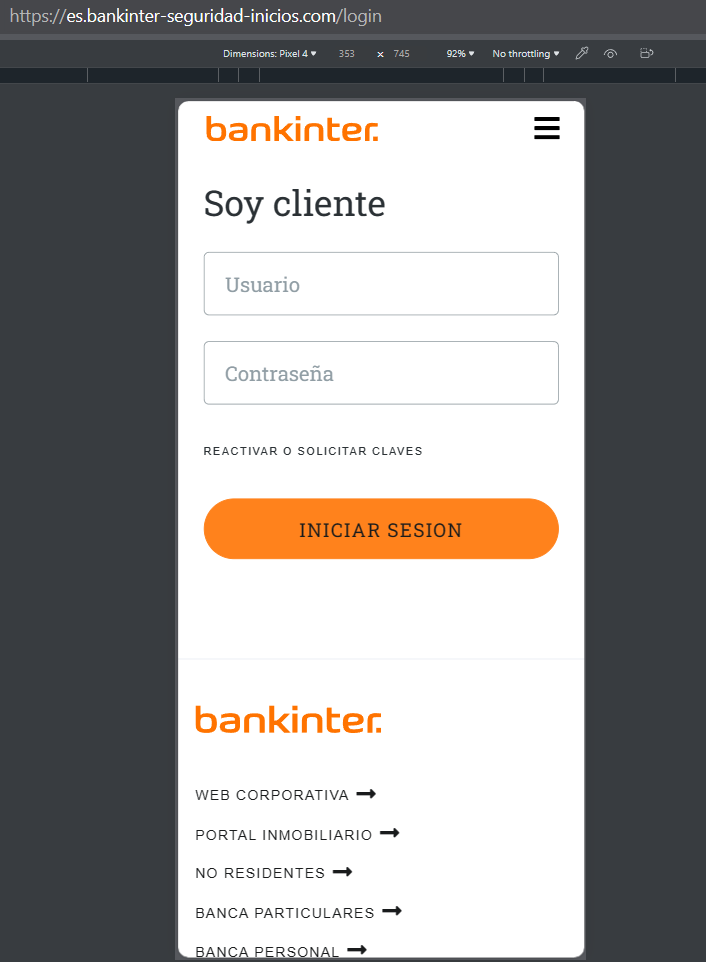 https://es.bankinter-seguridad-inicios.com/login
Dimensions: Pixel 4 353 × 745 92% No throttling
bankinter.
Soy cliente
Usuario
Contraseña
REACTIVAR O SOLICITAR CLAVES
INICIAR SESION
bankinter.
WEB CORPORATIVA
PORTAL INMOBILIARIO
NO RESIDENTES
BANCA PARTICULARES
BANCA PERSONAL